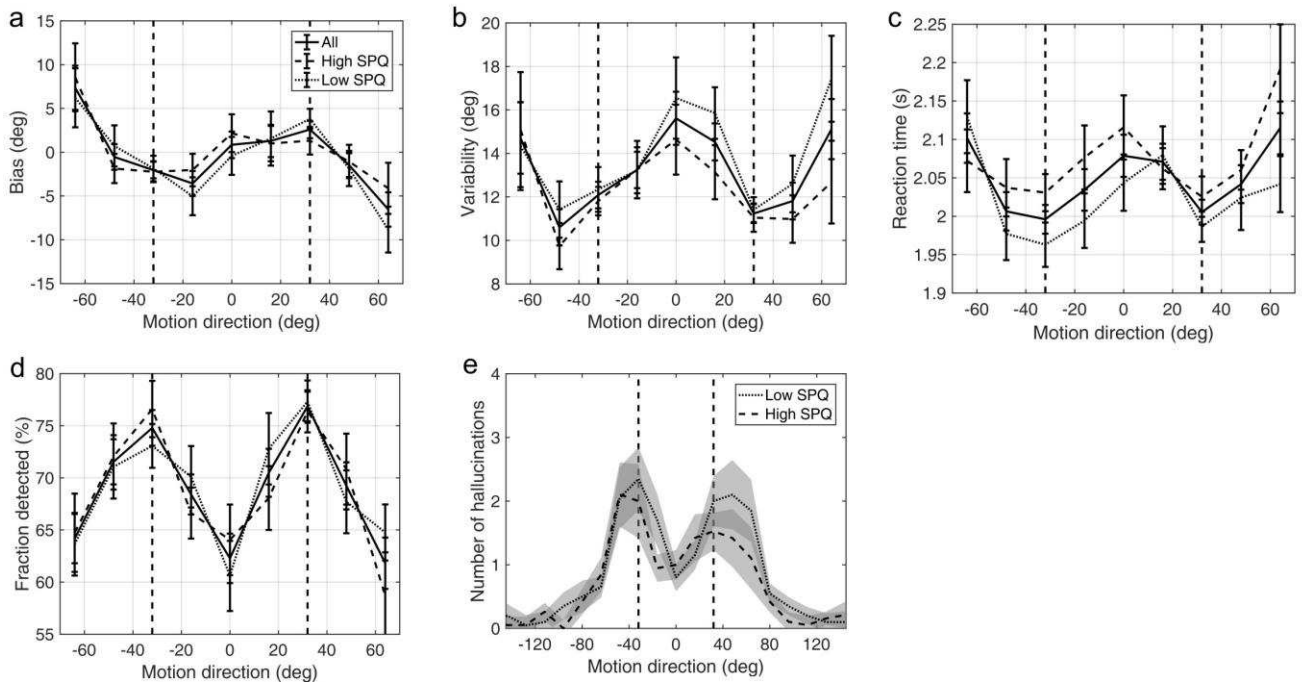 a
15
10
5
0
-5
-10
-15
Bias (deg)
All
High SPQ
Low SPQ
-60 -40 -20 0 20 40 60
Motion direction (deg)
b
20
18
16
14
12
10
8
Variability (deg)
-60 -40 -20 0 20 40 60
Motion direction (deg)
c
2.25
2.2
2.15
2.1
2.05
2
1.95
1.9
Reaction time (s)
-60 -40 -20 0 20 40 60
Motion direction (deg)
d
80
75
70
65
60
55
Fraction detected (%)
-60 -40 -20 0 20 40 60
Motion direction (deg)
e
4
3
2
1
0
Number of hallucinations
Low SPQ
High SPQ
-120 -80 -40 0 40 80 120
Motion direction (deg)